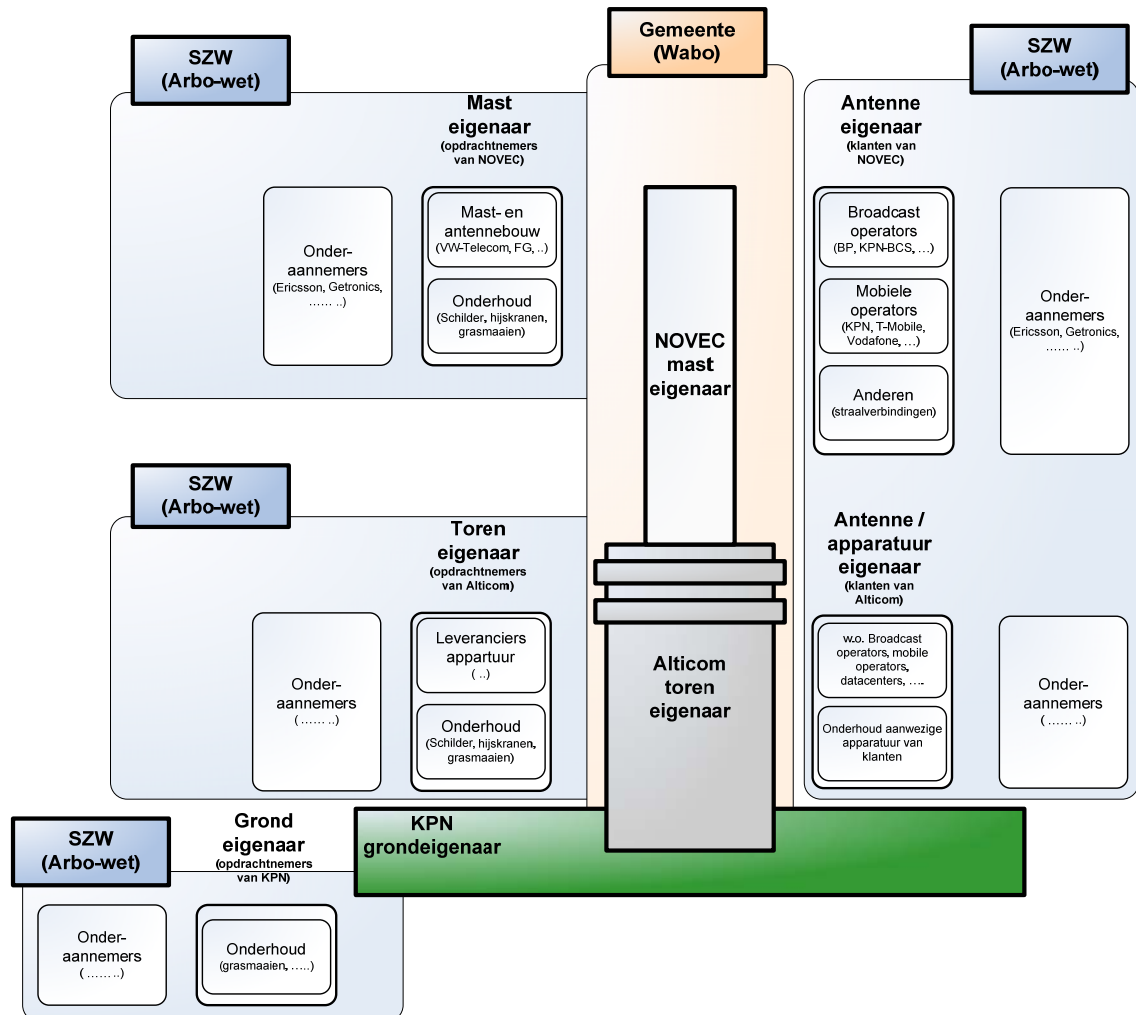 Gemeente
(Wabo)
SZW
(Arbo-wet)
SZW
(Arbo-wet)
Mast
eigenaar
(opdrachtnemers
van NOVEC)
Onder-
aannemers
(Ericsson, Getronics,
…… ..)
Mast- en
antennebouw
(VW-Telecom, FG, ..)
Onderhoud
(Schilder, hijskranen,
grasmaaien)
NOVEC
mast
eigenaar
Antenne
eigenaar
(klanten van
NOVEC)
Broadcast
operators
(BP, KPN-BCS, …)
Mobiele
operators
(KPN, T-Mobile,
Vodafone, …)
Anderen
(straalverbindingen)
Onder-
aannemers
(Ericsson, Getronics,
…… ..)
SZW
(Arbo-wet)
Toren
eigenaar
(opdrachtnemers
van Alticom)
Onder-
aannemers
( …… ..)
Leveranciers
appartuur
( ..)
Onderhoud
(Schilder, hijskranen,
grasmaaien)
Alticom
toren
eigenaar
Antenne /
apparatuur
eigenaar
(klanten van
Alticom)
w.o. Broadcast
operators, mobile
operators,
datacenters, ….
Onderhoud aanwezige
apparatuur van
klanten
Onder-
aannemers
( …… ..)
SZW
(Arbo-wet)
Grond
eigenaar
(opdrachtnemers
van KPN)
KPN
grondeigenaar
Onder-
aannemers
( …… ..)
Onderhoud
(grasmaaien, …..)